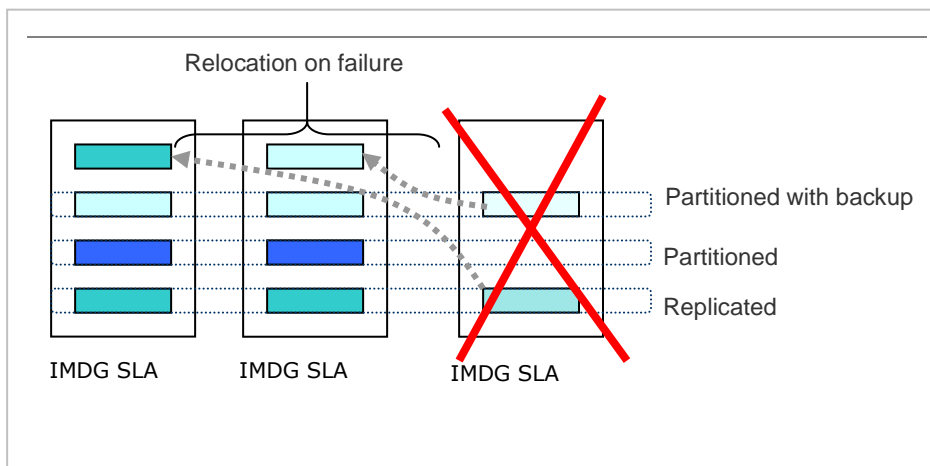 Relocation on failure
Partitioned with backup
Partitioned
Replicated
IMDG SLA
IMDG SLA
IMDG SLA